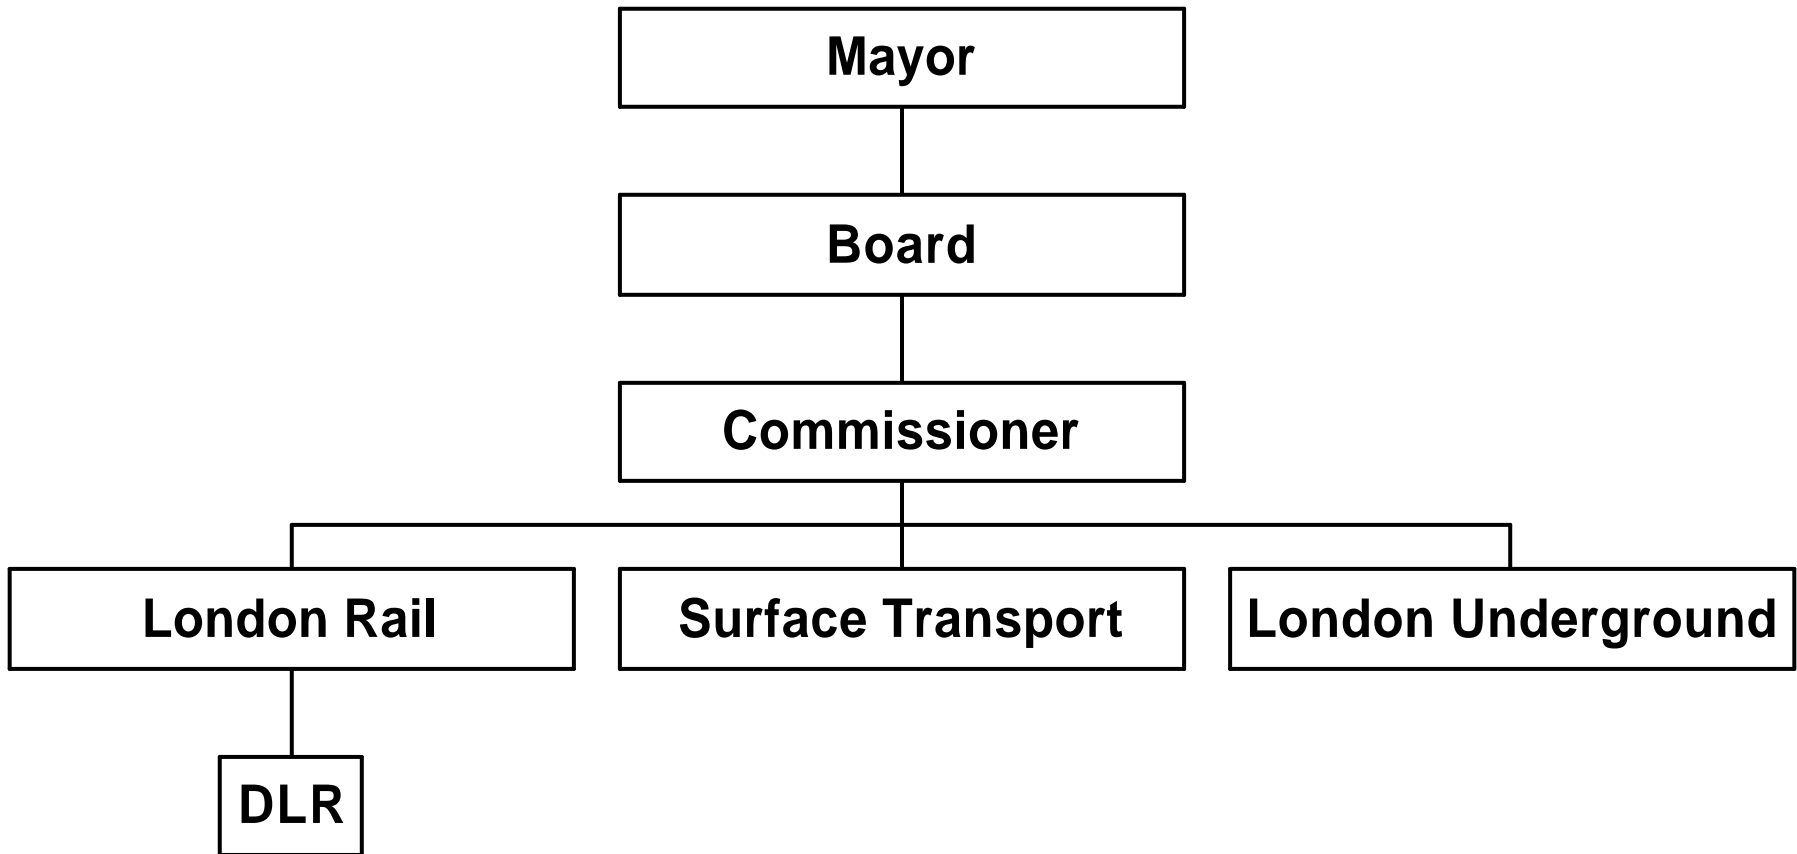 Mayor
Board
Commissioner
London Rail
Surface Transport
London Underground
DLR